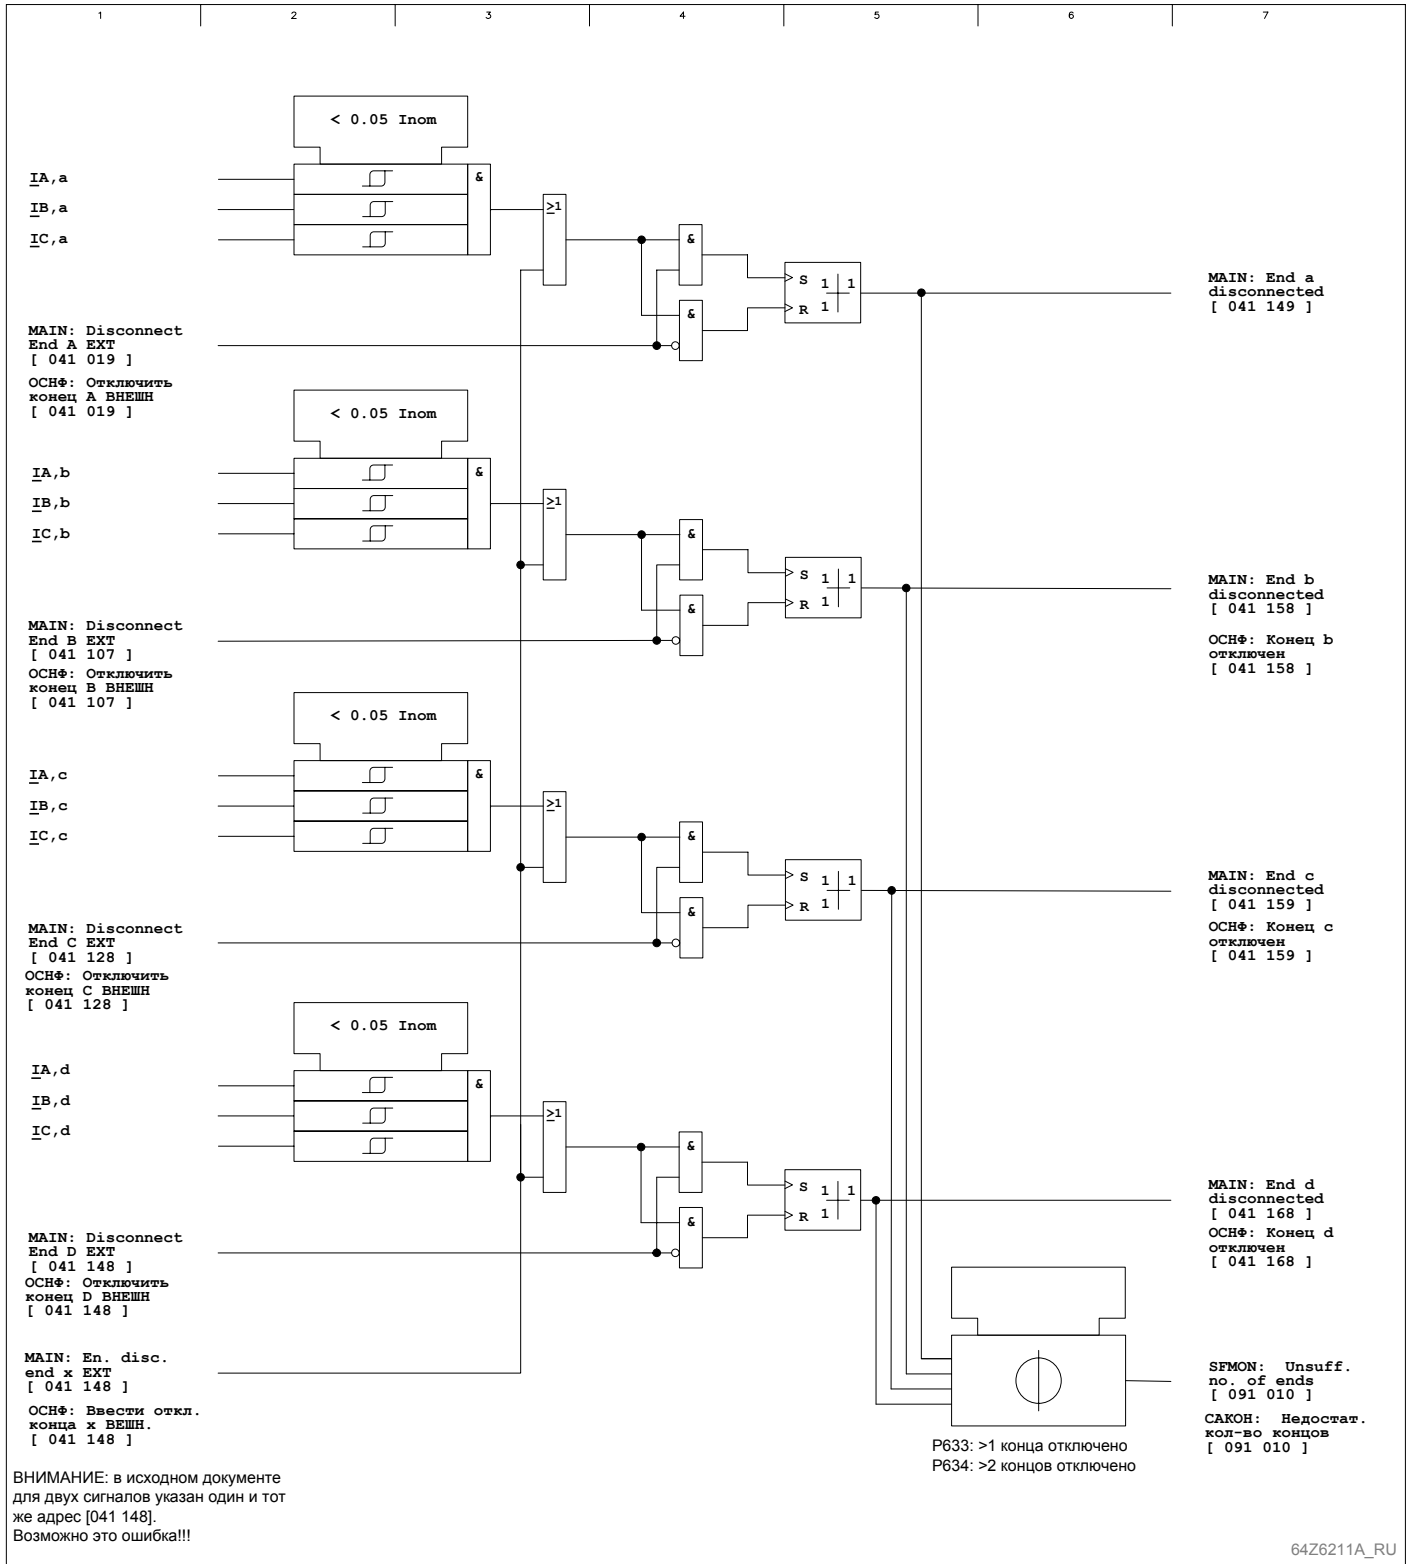 1 2 3 4 5 6 7
< 0.05 Inom
IA,a
&
IB,a
≥1
IC,a
&
S 1 1
R 1
&
MAIN: End a
disconnected
[ 041 149 ]
MAIN: Disconnect
End A EXT
[ 041 019 ]
ОСНФ: Отключить
конец А ВНЕШН
[ 041 019 ]
< 0.05 Inom
IA,b
&
IB,b
≥1
IC,b
&
S 1 1
R 1
&
MAIN: End b
disconnected
[ 041 158 ]
MAIN: Disconnect
End B EXT
[ 041 107 ]
ОСНФ: Конец b
отключен
[ 041 158 ]
ОСНФ: Отключить
конец В ВНЕШН
[ 041 107 ]
< 0.05 Inom
IA,c
&
IB,c
≥1
IC,c
&
S 1 1
R 1
&
MAIN: End c
disconnected
[ 041 159 ]
MAIN: Disconnect
End C EXT
[ 041 128 ]
ОСНФ: Конец c
отключен
[ 041 159 ]
ОСНФ: Отключить
конец С ВНЕШН
[ 041 128 ]
< 0.05 Inom
IA,d
&
IB,d
≥1
IC,d
&
S 1 1
R 1
&
MAIN: End d
disconnected
[ 041 168 ]
MAIN: Disconnect
End D EXT
[ 041 148 ]
ОСНФ: Конец d
отключен
[ 041 168 ]
ОСНФ: Отключить
конец D ВНЕШН
[ 041 148 ]
MAIN: En. disc.
end x EXT
[ 041 148 ]
SFMON: Unsuff.
no. of ends
[ 091 010 ]
ОСНФ: Ввести откл.
конца x ВЕШН.
[ 041 148 ]
САКОН: Недостат.
кол-во концов
[ 091 010 ]
P633: >1 конца отключено
P634: >2 концов отключено
ВНИМАНИЕ: в исходном документе
для двух сигналов указан один и тот
же адрес [041 148].
Возможно это ошибка!!!
64Z6211A_RU